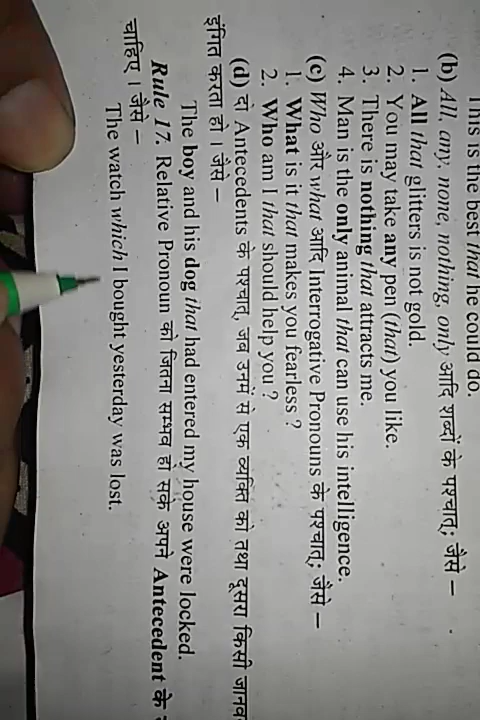 This is the best that he could do.
(b) All, any, none, nothing, only आदि शब्दों के पश्चात्; जैसे –
1. All that glitters is not gold.
2. You may take any pen (that) you like.
3. There is nothing that attracts me.
4. Man is the only animal that can use his intelligence.
(c) Who और what आदि Interrogative Pronouns के पश्चात्; जैसे –
1. What is it that makes you fearless ?
2. Who am I that should help you ?
(d) दो Antecedents के पश्चात्, जब उनमें से एक व्यक्ति को तथा दूसरा किसी
इंगित करता हो । जैसे –
The boy and his dog that had entered my house were locked.
Rule 17. Relative Pronoun को जितना सम्भव हो सके अपने Antecedent के
चाहिए । जैसे –
The watch which I bought yesterday was lost.